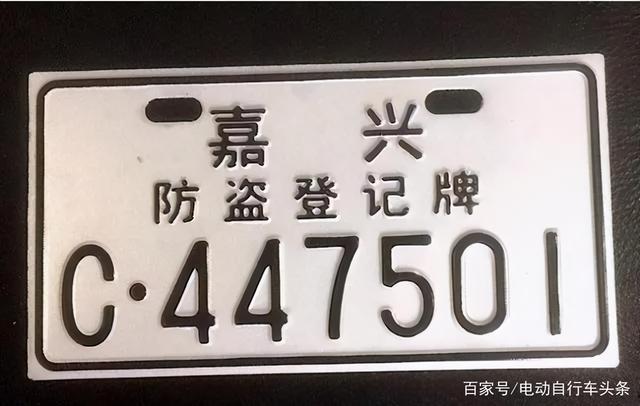 嘉 兴
防盗登记牌
C·447501
百家号/电动自行车头条